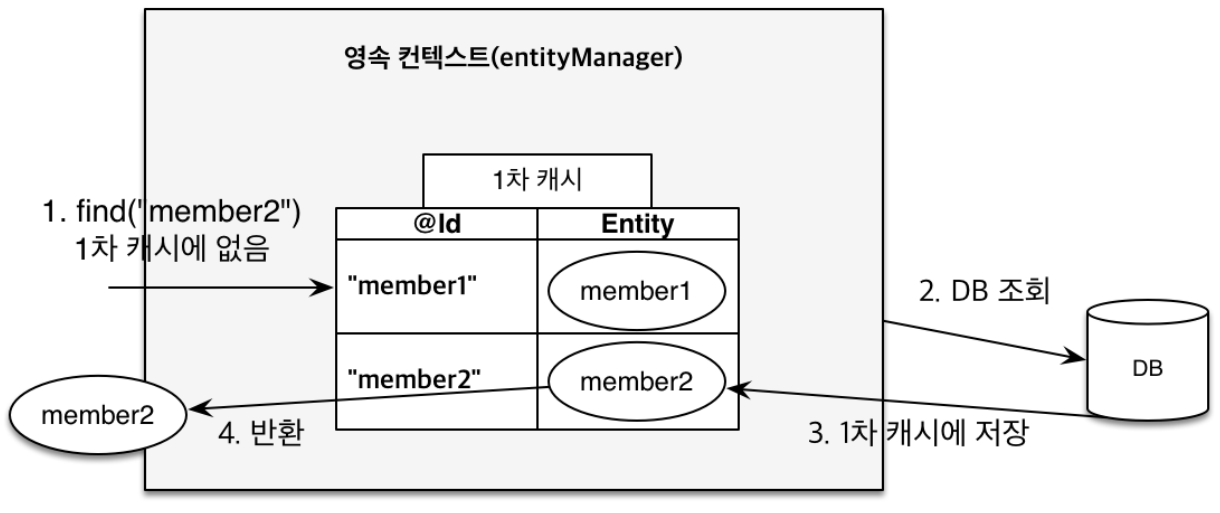 영속 컨텍스트(entityManager)
1차 캐시
1. find("member2")
1차 캐시에 없음
@Id Entity
"member1" member1
"member2" member2
2. DB 조회
DB
3. 1차 캐시에 저장
4. 반환
member2